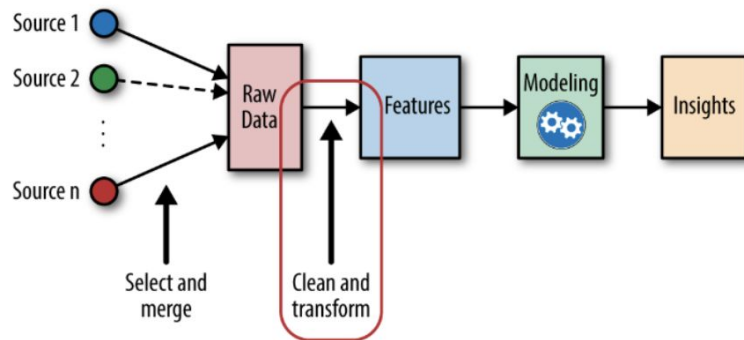 Source 1
Source 2
⋮
Source n
Raw
Data
Features
Modeling
Insights
Select and
merge
Clean and
transform